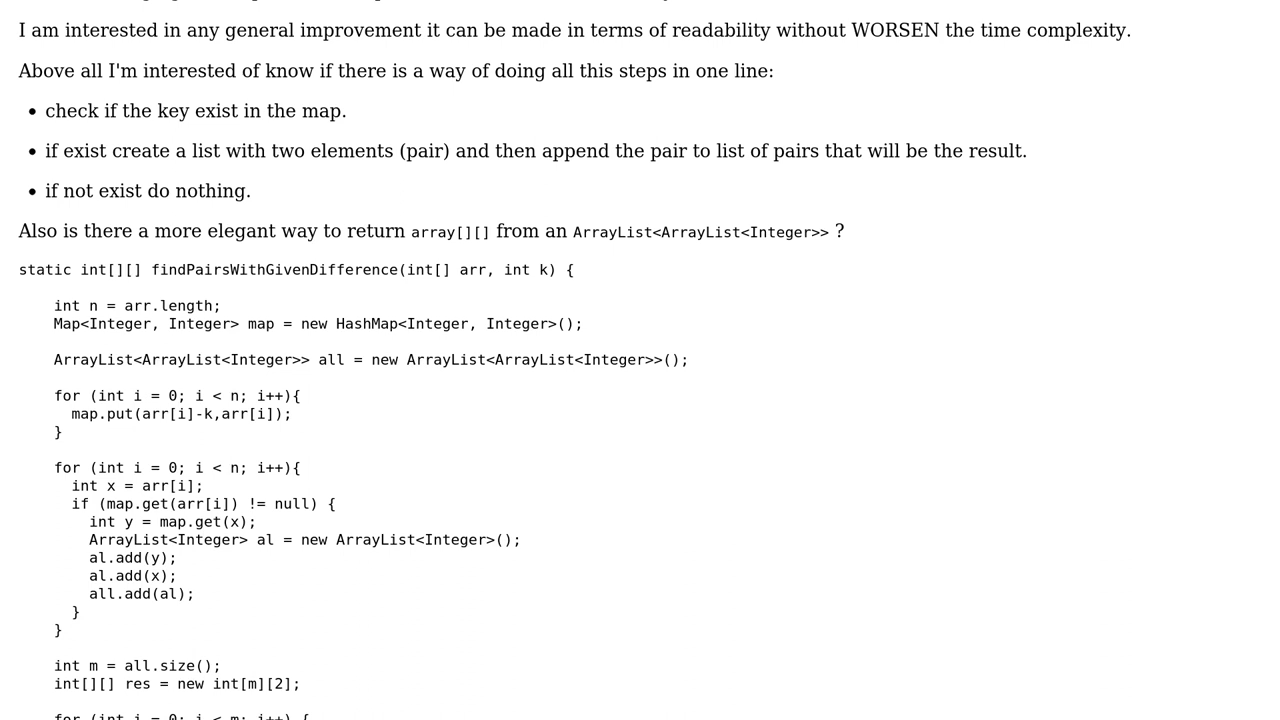 I am interested in any general improvement it can be made in terms of readability without WORSEN the time complexity.
Above all I'm interested of know if there is a way of doing all this steps in one line:
• check if the key exist in the map.
• if exist create a list with two elements (pair) and then append the pair to list of pairs that will be the result.
• if not exist do nothing.
Also is there a more elegant way to return array[][] from an ArrayList<ArrayList<Integer>> ?
static int[][] findPairsWithGivenDifference(int[] arr, int k) {
    int n = arr.length;
    Map<Integer, Integer> map = new HashMap<Integer, Integer>();
    ArrayList<ArrayList<Integer>> all = new ArrayList<ArrayList<Integer>>();
    for (int i = 0; i < n; i++){
      map.put(arr[i]-k,arr[i]);
    }
    for (int i = 0; i < n; i++){
      int x = arr[i];
      if (map.get(arr[i]) != null) {
        int y = map.get(x);
        ArrayList<Integer> al = new ArrayList<Integer>();
        al.add(y);
        al.add(x);
        all.add(al);
      }
    }
    int m = all.size();
    int[][] res = new int[m][2];
    for (int i = 0; i < m; i++) {